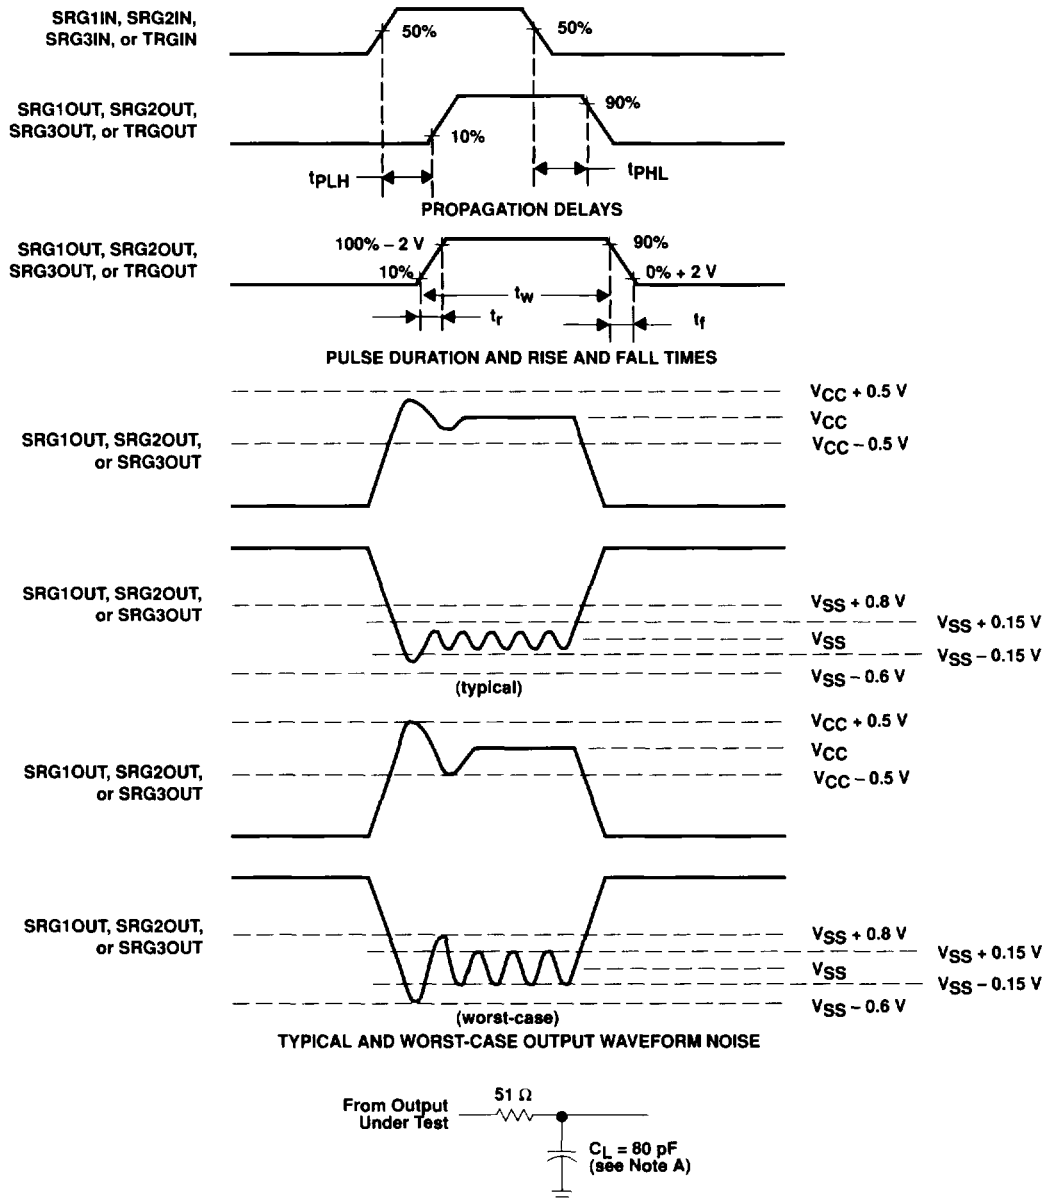 SRG1IN, SRG2IN,
SRG3IN, or TRGIN
50%
50%
SRG1OUT, SRG2OUT,
SRG3OUT, or TRGOUT
90%
10%
tPLH
tPHL
PROPAGATION DELAYS
SRG1OUT, SRG2OUT,
SRG3OUT, or TRGOUT
100% – 2 V
90%
10%
0% + 2 V
tw
tr
tf
PULSE DURATION AND RISE AND FALL TIMES
VCC + 0.5 V
VCC
SRG1OUT, SRG2OUT,
or SRG3OUT
VCC – 0.5 V
SRG1OUT, SRG2OUT,
or SRG3OUT
VSS + 0.8 V
VSS + 0.15 V
VSS
VSS – 0.15 V
VSS – 0.6 V
(typical)
VCC + 0.5 V
VCC
SRG1OUT, SRG2OUT,
or SRG3OUT
VCC – 0.5 V
SRG1OUT, SRG2OUT,
or SRG3OUT
VSS + 0.8 V
VSS + 0.15 V
VSS
VSS – 0.15 V
VSS – 0.6 V
(worst-case)
TYPICAL AND WORST-CASE OUTPUT WAVEFORM NOISE
51 Ω
From Output
Under Test
CL = 80 pF
(see Note A)